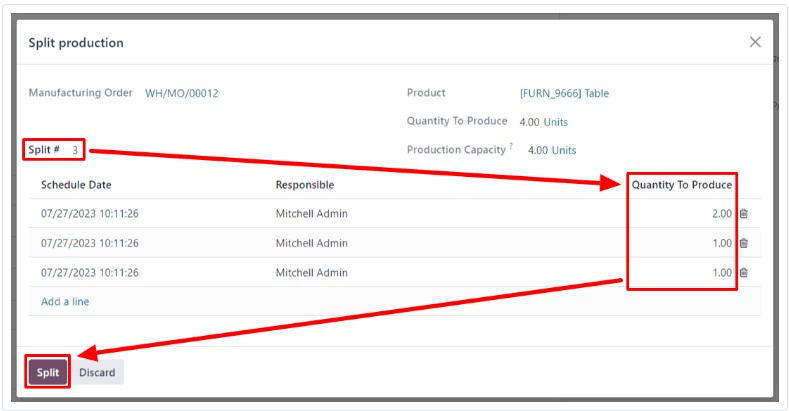 Split production
Manufacturing Order WH/MO/00012
Product [FURN_9666] Table
Quantity To Produce 4.00 Units
Split # 3
Production Capacity ? 4.00 Units
Schedule Date Responsible Quantity To Produce
07/27/2023 10:11:26 Mitchell Admin 2.00
07/27/2023 10:11:26 Mitchell Admin 1.00
07/27/2023 10:11:26 Mitchell Admin 1.00
Add a line
Split Discard